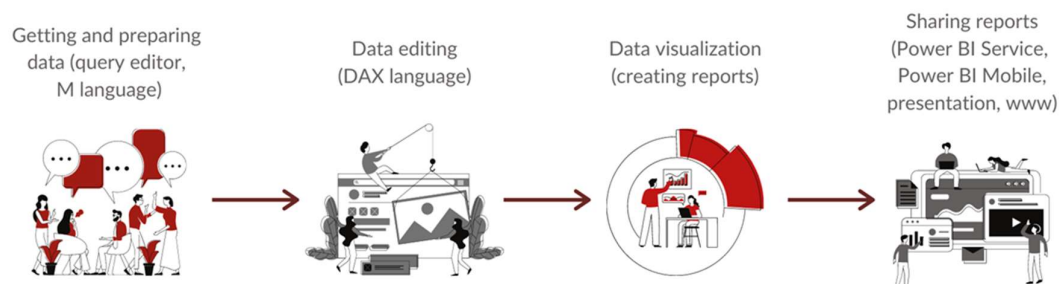 Getting and preparing
data (query editor,
M language)
Data editing
(DAX language)
Data visualization
(creating reports)
Sharing reports
(Power BI Service,
Power BI Mobile,
presentation, www)